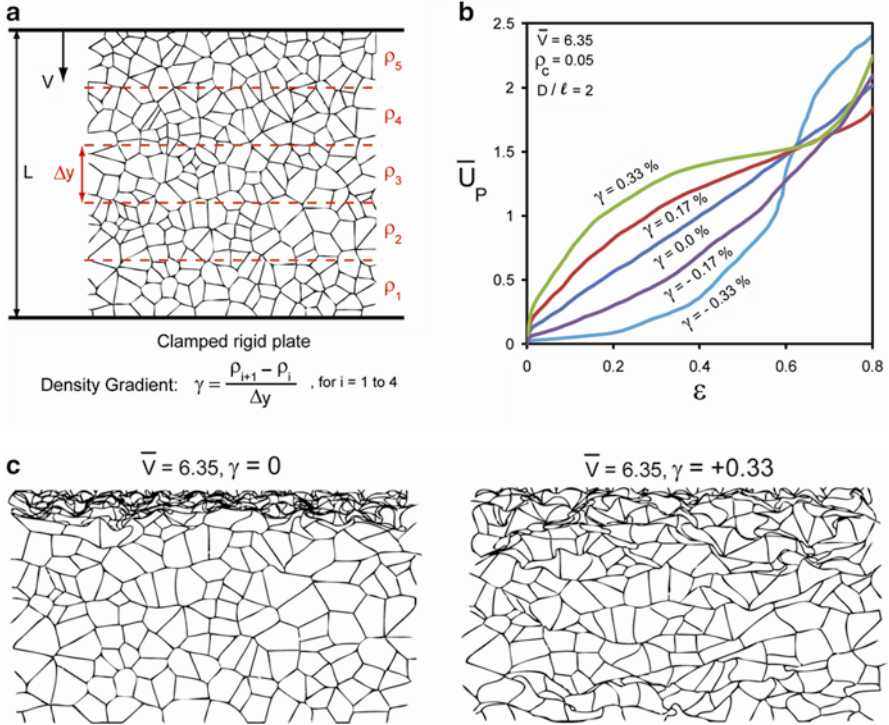 a
V
L
Δy
ρ5
ρ4
ρ3
ρ2
ρ1
Clamped rigid plate
Density Gradient: γ = (ρi+1 − ρi) / Δy , for i = 1 to 4
b
V̄ = 6.35
ρc = 0.05
D / ℓ = 2
2.5
2
1.5
1
0.5
0
ŪP
γ = 0.33 %
γ = 0.17 %
γ = 0.0 %
γ = - 0.17 %
γ = - 0.33 %
0
0.2
0.4
0.6
0.8
ε
c
V̄ = 6.35, γ = 0
V̄ = 6.35, γ = +0.33